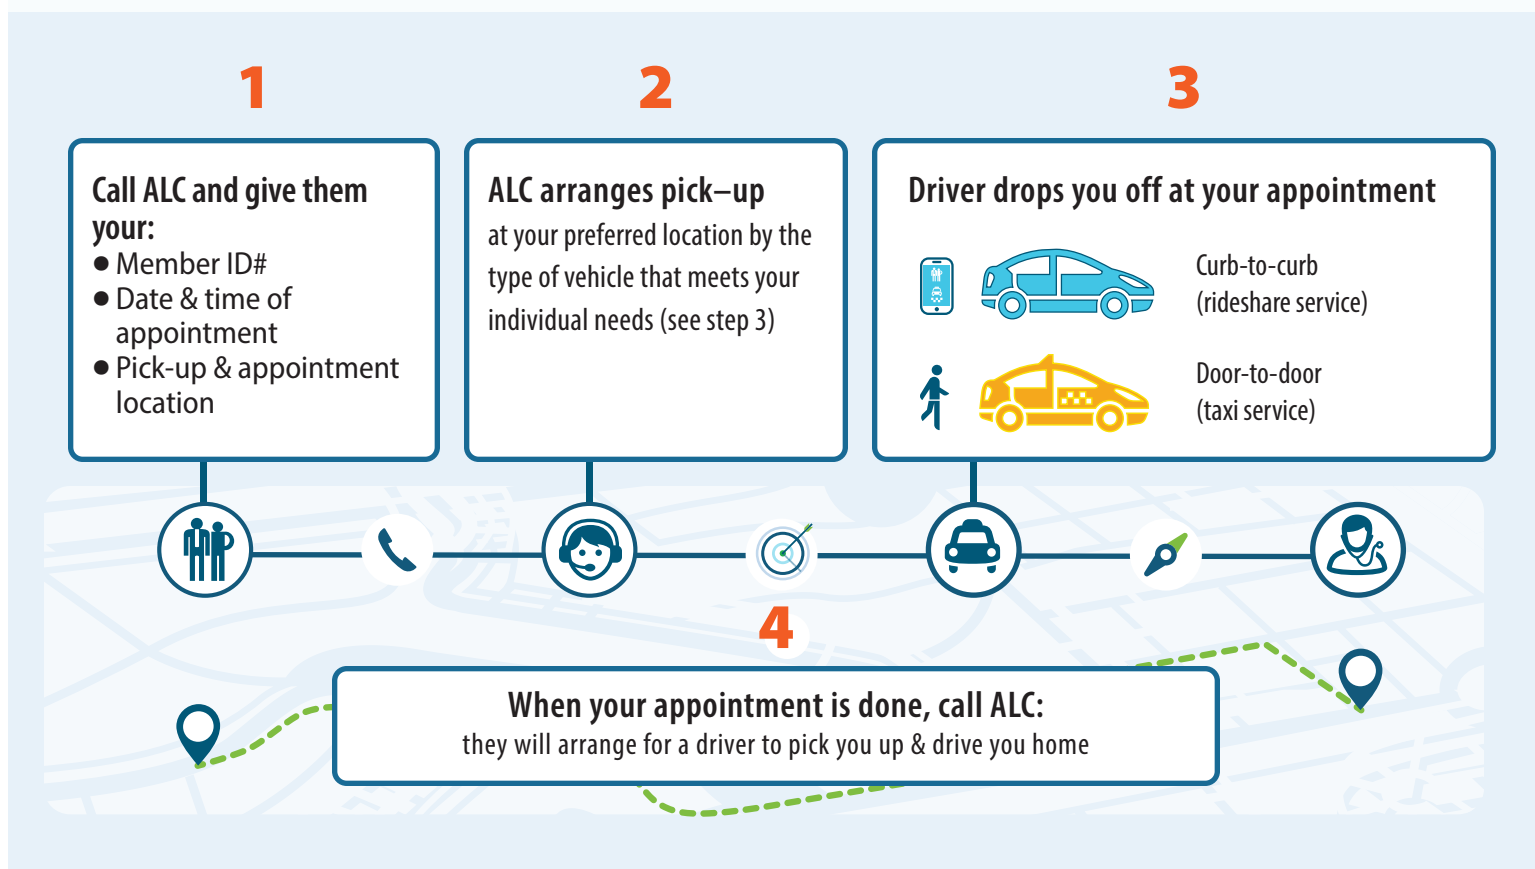 1
Call ALC and give them
your:
● Member ID#
● Date & time of
appointment
● Pick-up & appointment
location
2
ALC arranges pick–up
at your preferred location by the
type of vehicle that meets your
individual needs (see step 3)
3
Driver drops you off at your appointment
Curb-to-curb
(rideshare service)
Door-to-door
(taxi service)
4
When your appointment is done, call ALC:
they will arrange for a driver to pick you up & drive you home